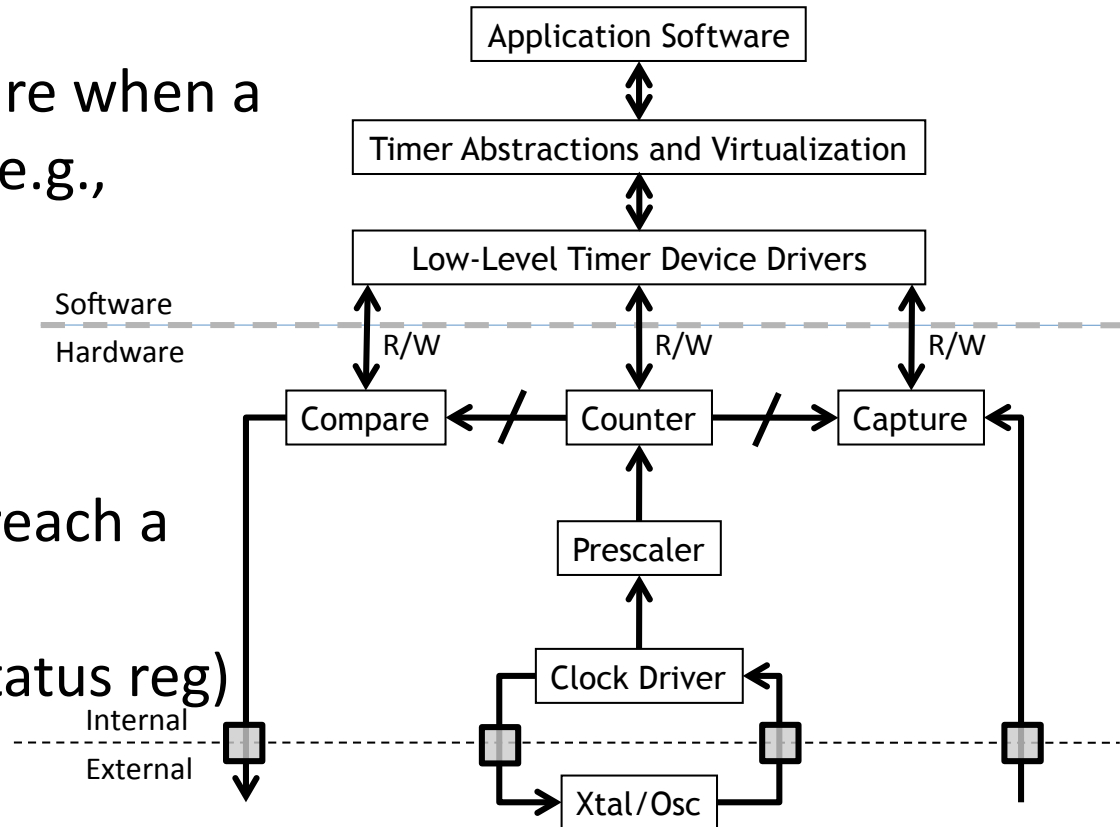 Application Software
re when a
Timer Abstractions and Virtualization
e.g.,
Low-Level Timer Device Drivers
Software
Hardware
R/W
R/W
R/W
Compare
Counter
Capture
reach a
Prescaler
tatus reg)
Clock Driver
Internal
External
Xtal/Osc